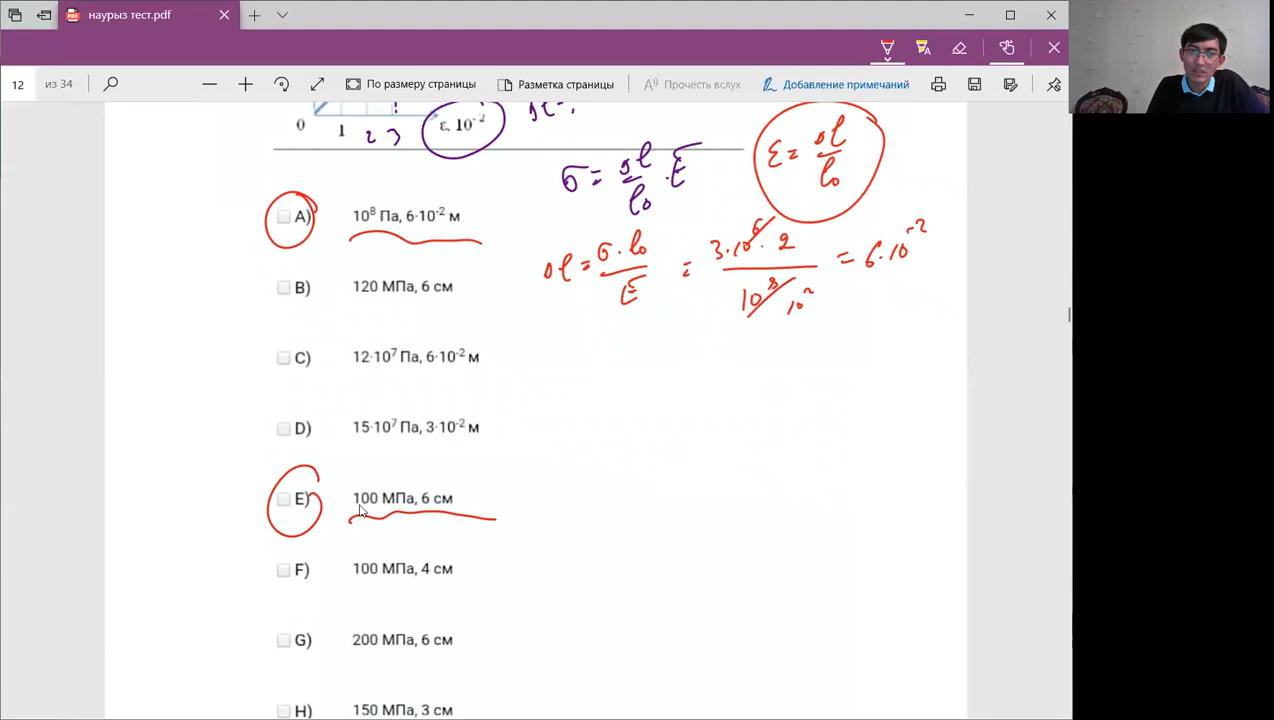 наурыз тест.pdf
12 из 34
По размеру страницы
Разметка страницы
Прочесть вслух
Добавление примечаний
0 1 2 3 ε, 10⁻² Δl = ?
σ = Δl/l₀ · E
ε = Δl/l₀
A) 10⁸ Па, 6·10⁻² м
Δl = σ·l₀/E = 3·10⁶·2/10⁸ 10² = 6·10⁻²
B) 120 МПа, 6 см
C) 12·10⁷ Па, 6·10⁻² м
D) 15·10⁷ Па, 3·10⁻² м
E) 100 МПа, 6 см
F) 100 МПа, 4 см
G) 200 МПа, 6 см
H) 150 МПа, 3 см